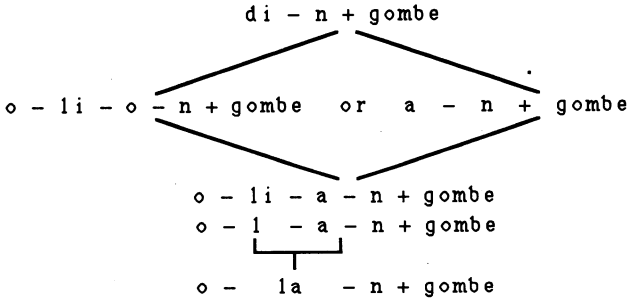 di – n + gombe
o – li – o – n + gombe or a – n + gombe
o – li – a – n + gombe
o – l – a – n + gombe
o – la – n + gombe